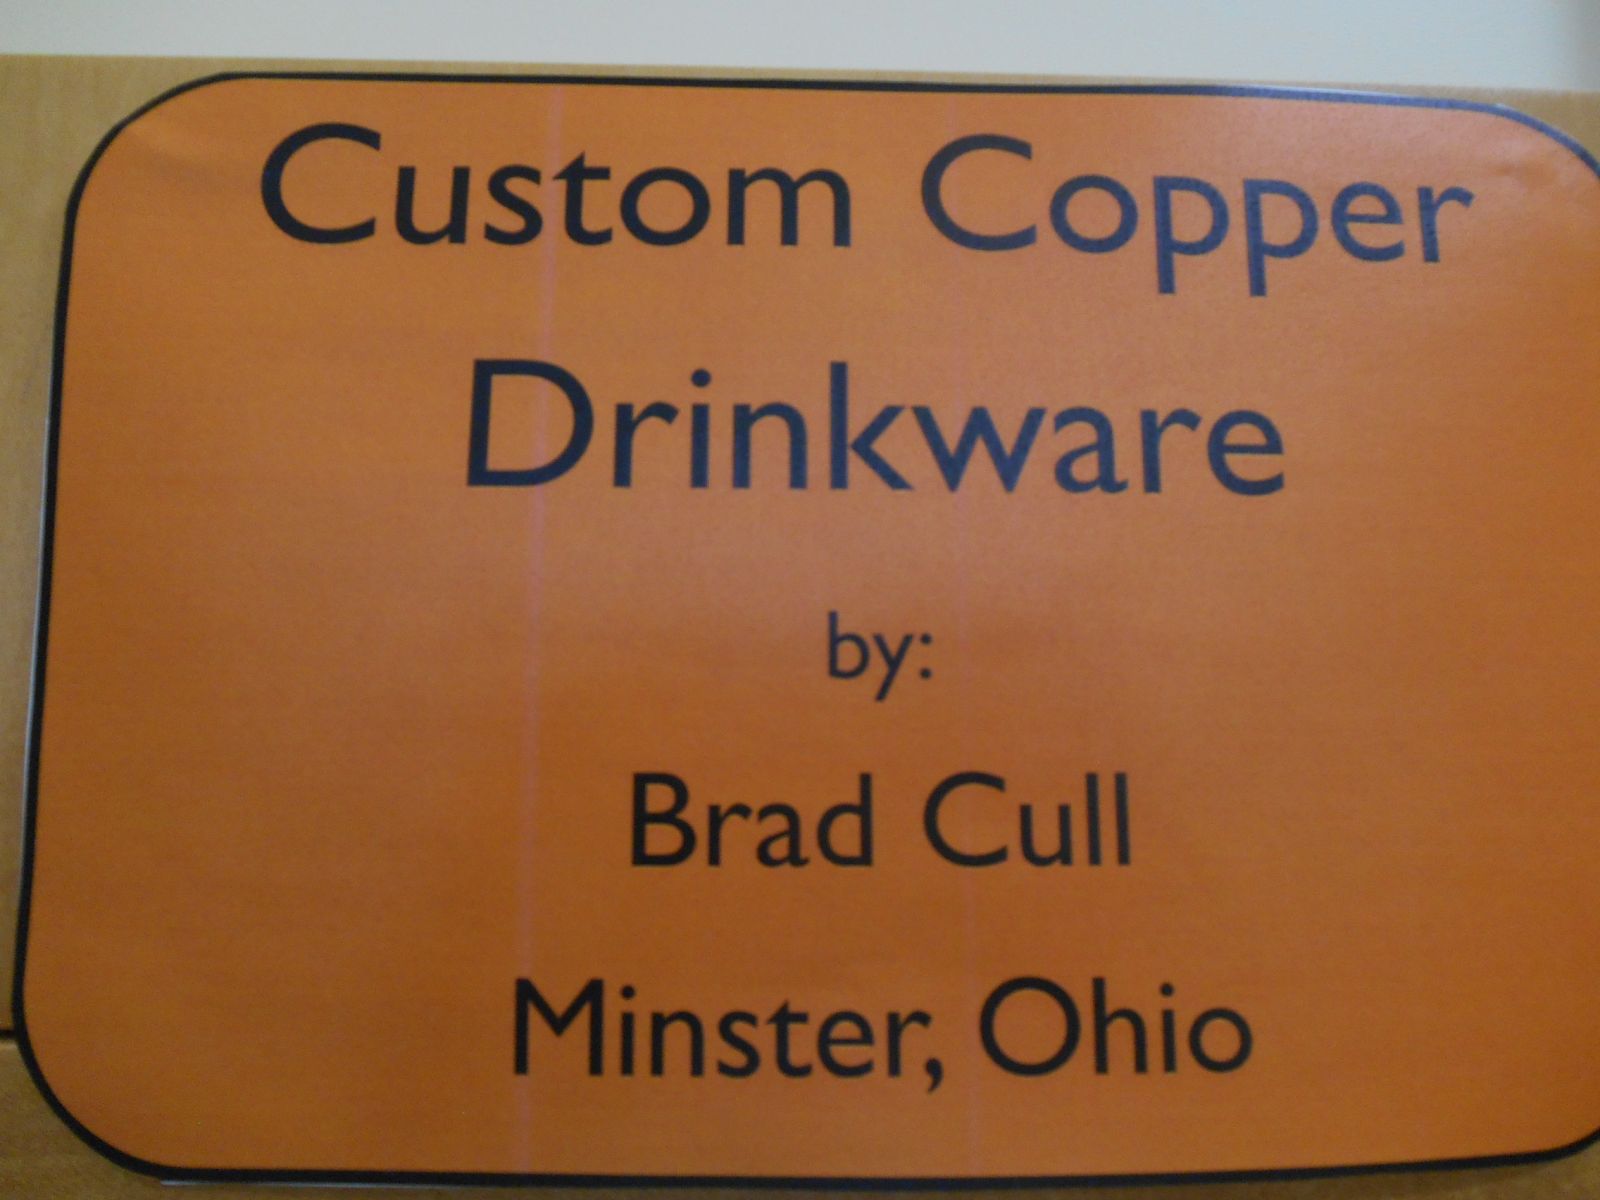 Custom Copper
Drinkware
by:
Brad Cull
Minster, Ohio